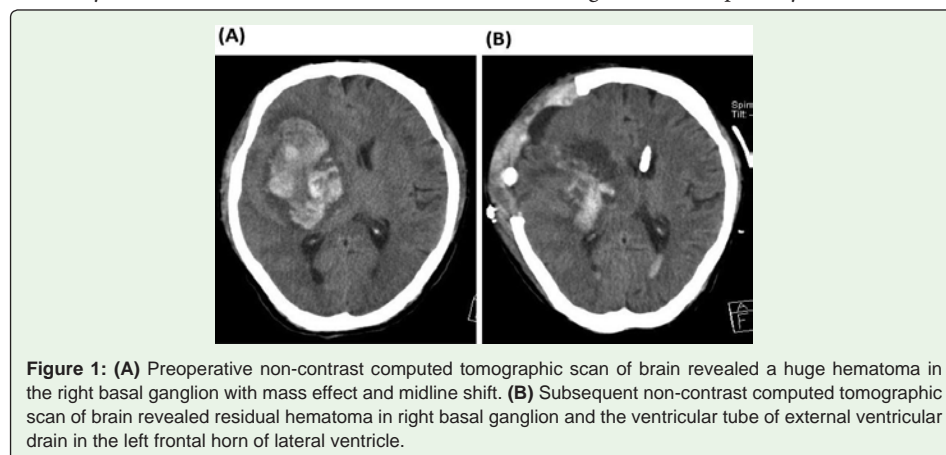 (A)
(B)
Spin
Tilt: -
A
F
Figure 1: (A) Preoperative non-contrast computed tomographic scan of brain revealed a huge hematoma in
the right basal ganglion with mass effect and midline shift. (B) Subsequent non-contrast computed tomographic
scan of brain revealed residual hematoma in right basal ganglion and the ventricular tube of external ventricular
drain in the left frontal horn of lateral ventricle.